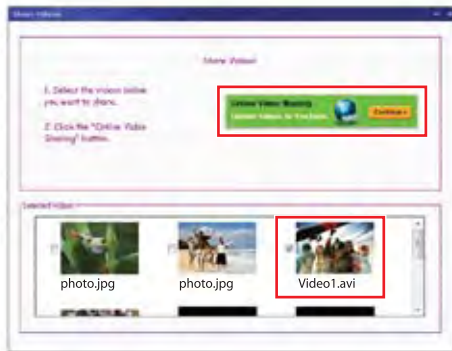 Share Videos
Share Videos!
1. Select the videos below
you want to share.
2. Click the "Online Video
Sharing" button.
Online Video Sharing
Upload Videos to YouTube
Continue
Selected Video
photo.jpg
photo.jpg
Video1.avi